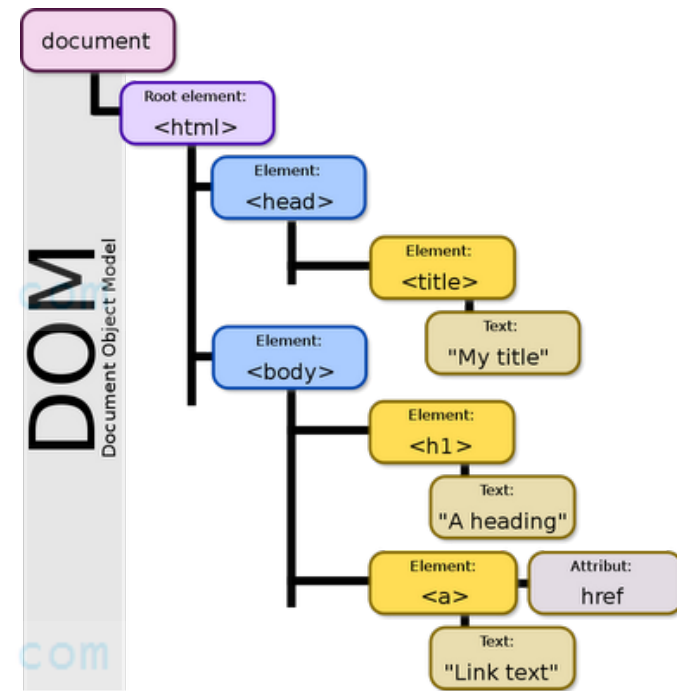 document
Root element:
<html>
Element:
<head>
Element:
<title>
Text:
"My title"
Element:
<body>
Element:
<h1>
Text:
"A heading"
Element:
<a>
Attribut:
href
Text:
"Link text"
DOM
Document Object Model
com
com